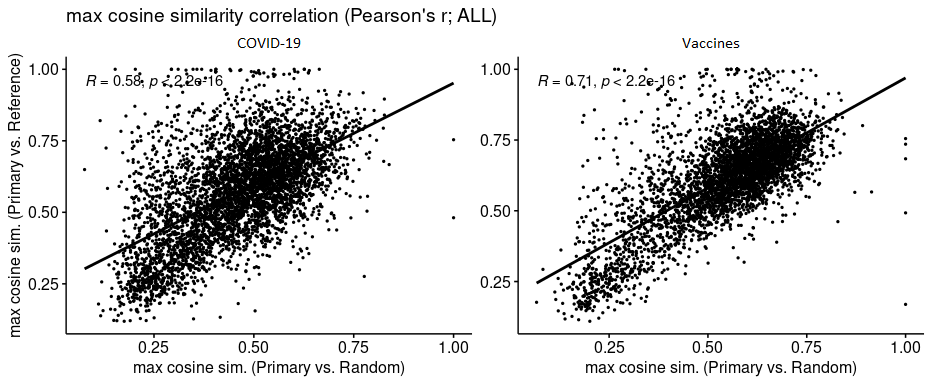 max cosine similarity correlation (Pearson's r; ALL)
COVID-19
Vaccines
max cosine sim. (Primary vs. Reference)
1.00
0.75
0.50
0.25
R = 0.58, p < 2.2e-16
0.25 0.50 0.75 1.00
max cosine sim. (Primary vs. Random)
1.00
0.75
0.50
0.25
R = 0.71, p < 2.2e-16
0.25 0.50 0.75 1.00
max cosine sim. (Primary vs. Random)